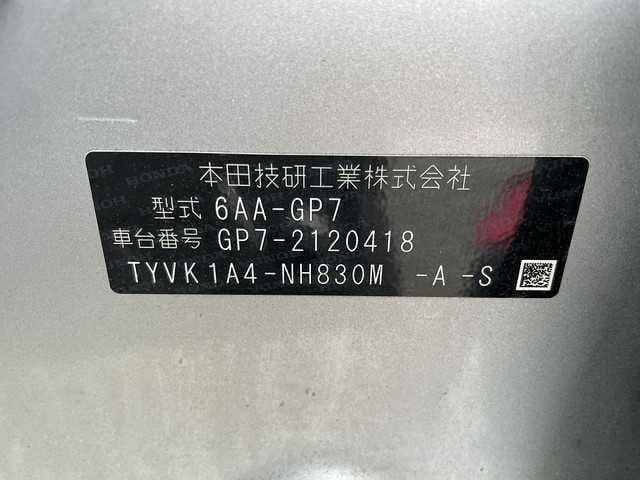 本田技研工業株式会社
型式 6AA-GP7
車台番号 GP7-2120418
TYVK1A4-NH830M -A-S